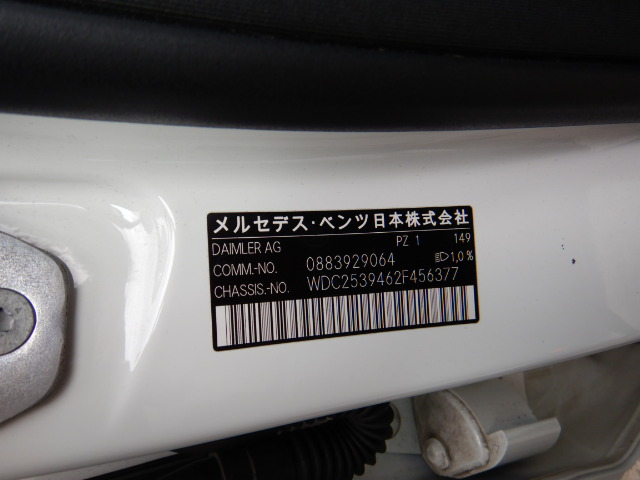 メルセデス・ベンツ日本株式会社
DAIMLER AG PZ 1 149
COMM.-NO. 0883929064 1,0%
CHASSIS.-NO. WDC2539462F456377